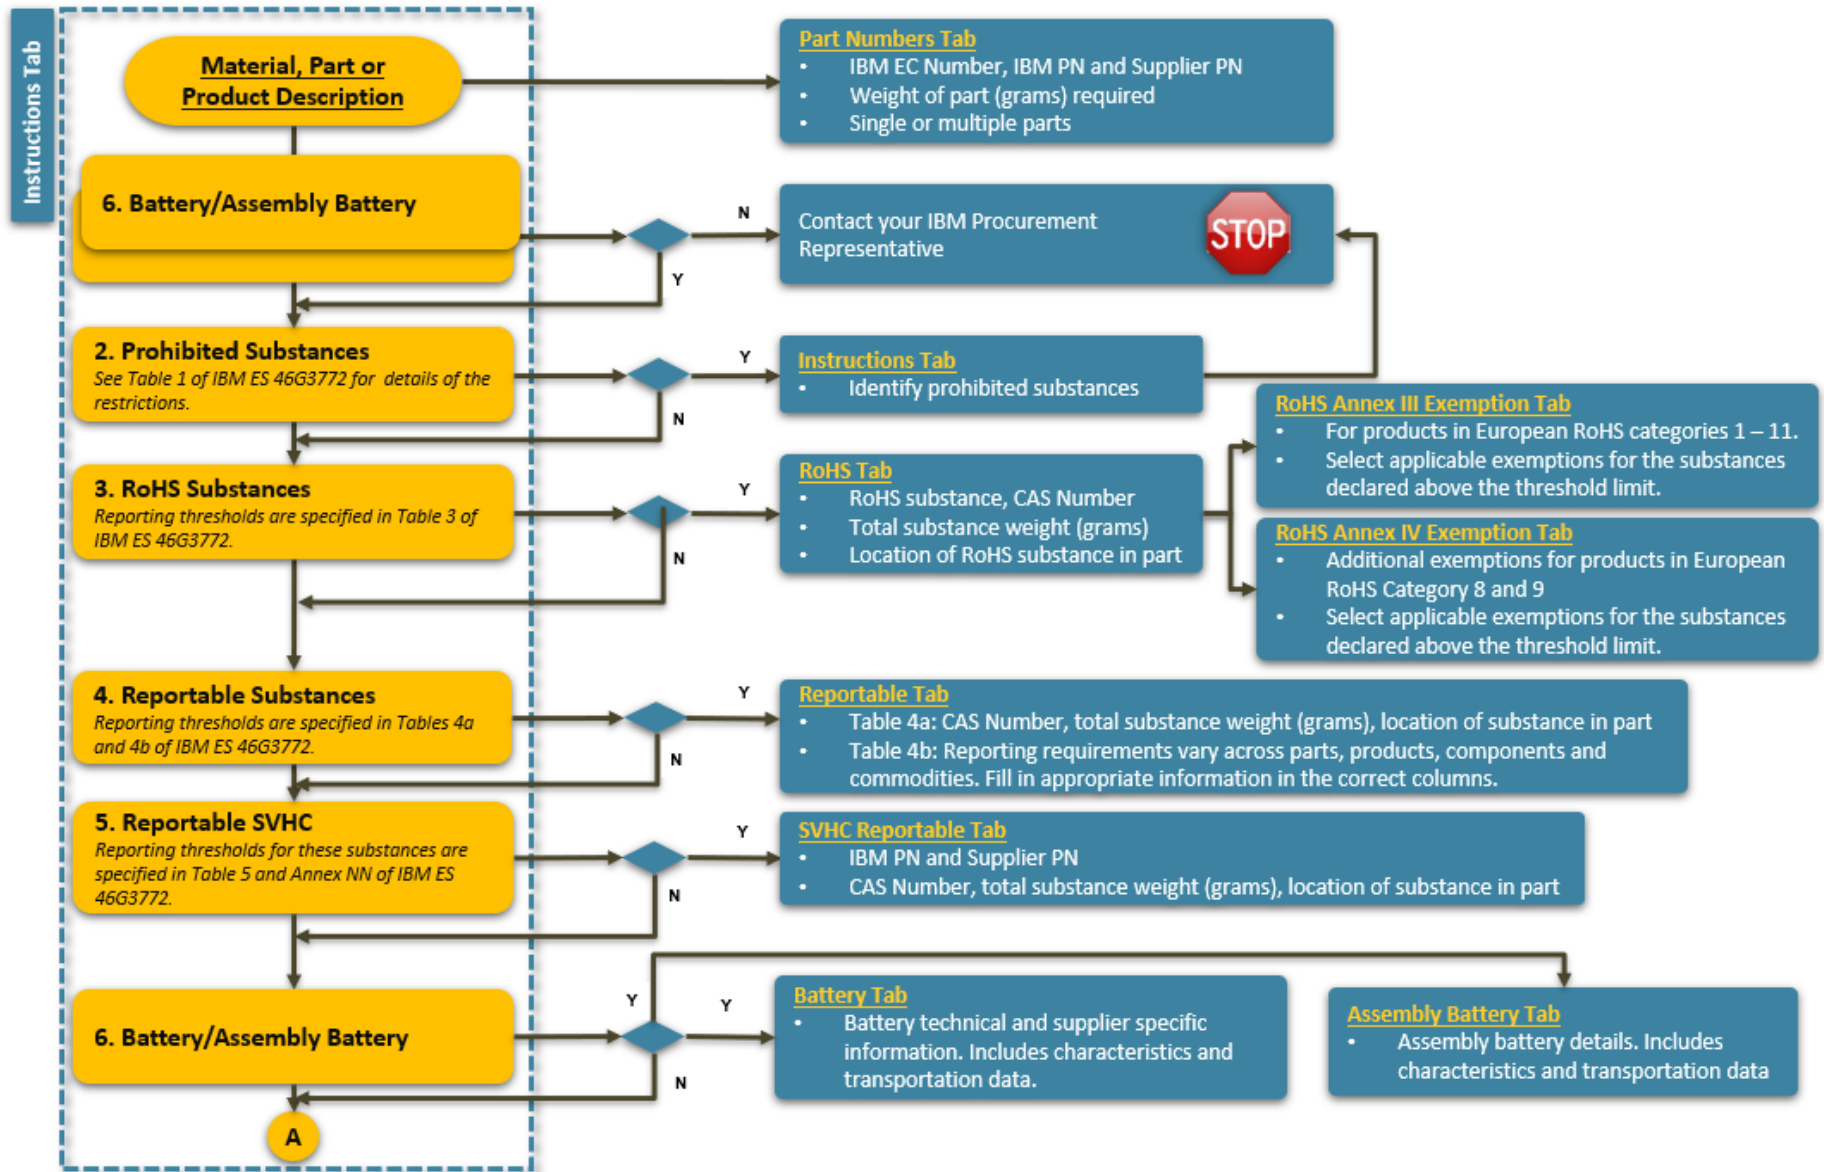 Instructions Tab
Material, Part or
Product Description
Part Numbers Tab
• IBM EC Number, IBM PN and Supplier PN
• Weight of part (grams) required
• Single or multiple parts
6. Battery/Assembly Battery
N
Y
Contact your IBM Procurement
Representative
STOP
2. Prohibited Substances
See Table 1 of IBM ES 46G3772 for details of the
restrictions.
Y
N
Instructions Tab
• Identify prohibited substances
3. RoHS Substances
Reporting thresholds are specified in Table 3 of
IBM ES 46G3772.
Y
N
RoHS Tab
• RoHS substance, CAS Number
• Total substance weight (grams)
• Location of RoHS substance in part
RoHS Annex III Exemption Tab
• For products in European RoHS categories 1 – 11.
• Select applicable exemptions for the substances
declared above the threshold limit.
RoHS Annex IV Exemption Tab
• Additional exemptions for products in European
RoHS Category 8 and 9
• Select applicable exemptions for the substances
declared above the threshold limit.
4. Reportable Substances
Reporting thresholds are specified in Tables 4a
and 4b of IBM ES 46G3772.
Y
N
Reportable Tab
• Table 4a: CAS Number, total substance weight (grams), location of substance in part
• Table 4b: Reporting requirements vary across parts, products, components and
commodities. Fill in appropriate information in the correct columns.
5. Reportable SVHC
Reporting thresholds for these substances are
specified in Table 5 and Annex NN of IBM ES
46G3772.
Y
N
SVHC Reportable Tab
• IBM PN and Supplier PN
• CAS Number, total substance weight (grams), location of substance in part
6. Battery/Assembly Battery
Y
Y
N
Battery Tab
• Battery technical and supplier specific
information. Includes characteristics and
transportation data.
Assembly Battery Tab
• Assembly battery details. Includes
characteristics and transportation data
A